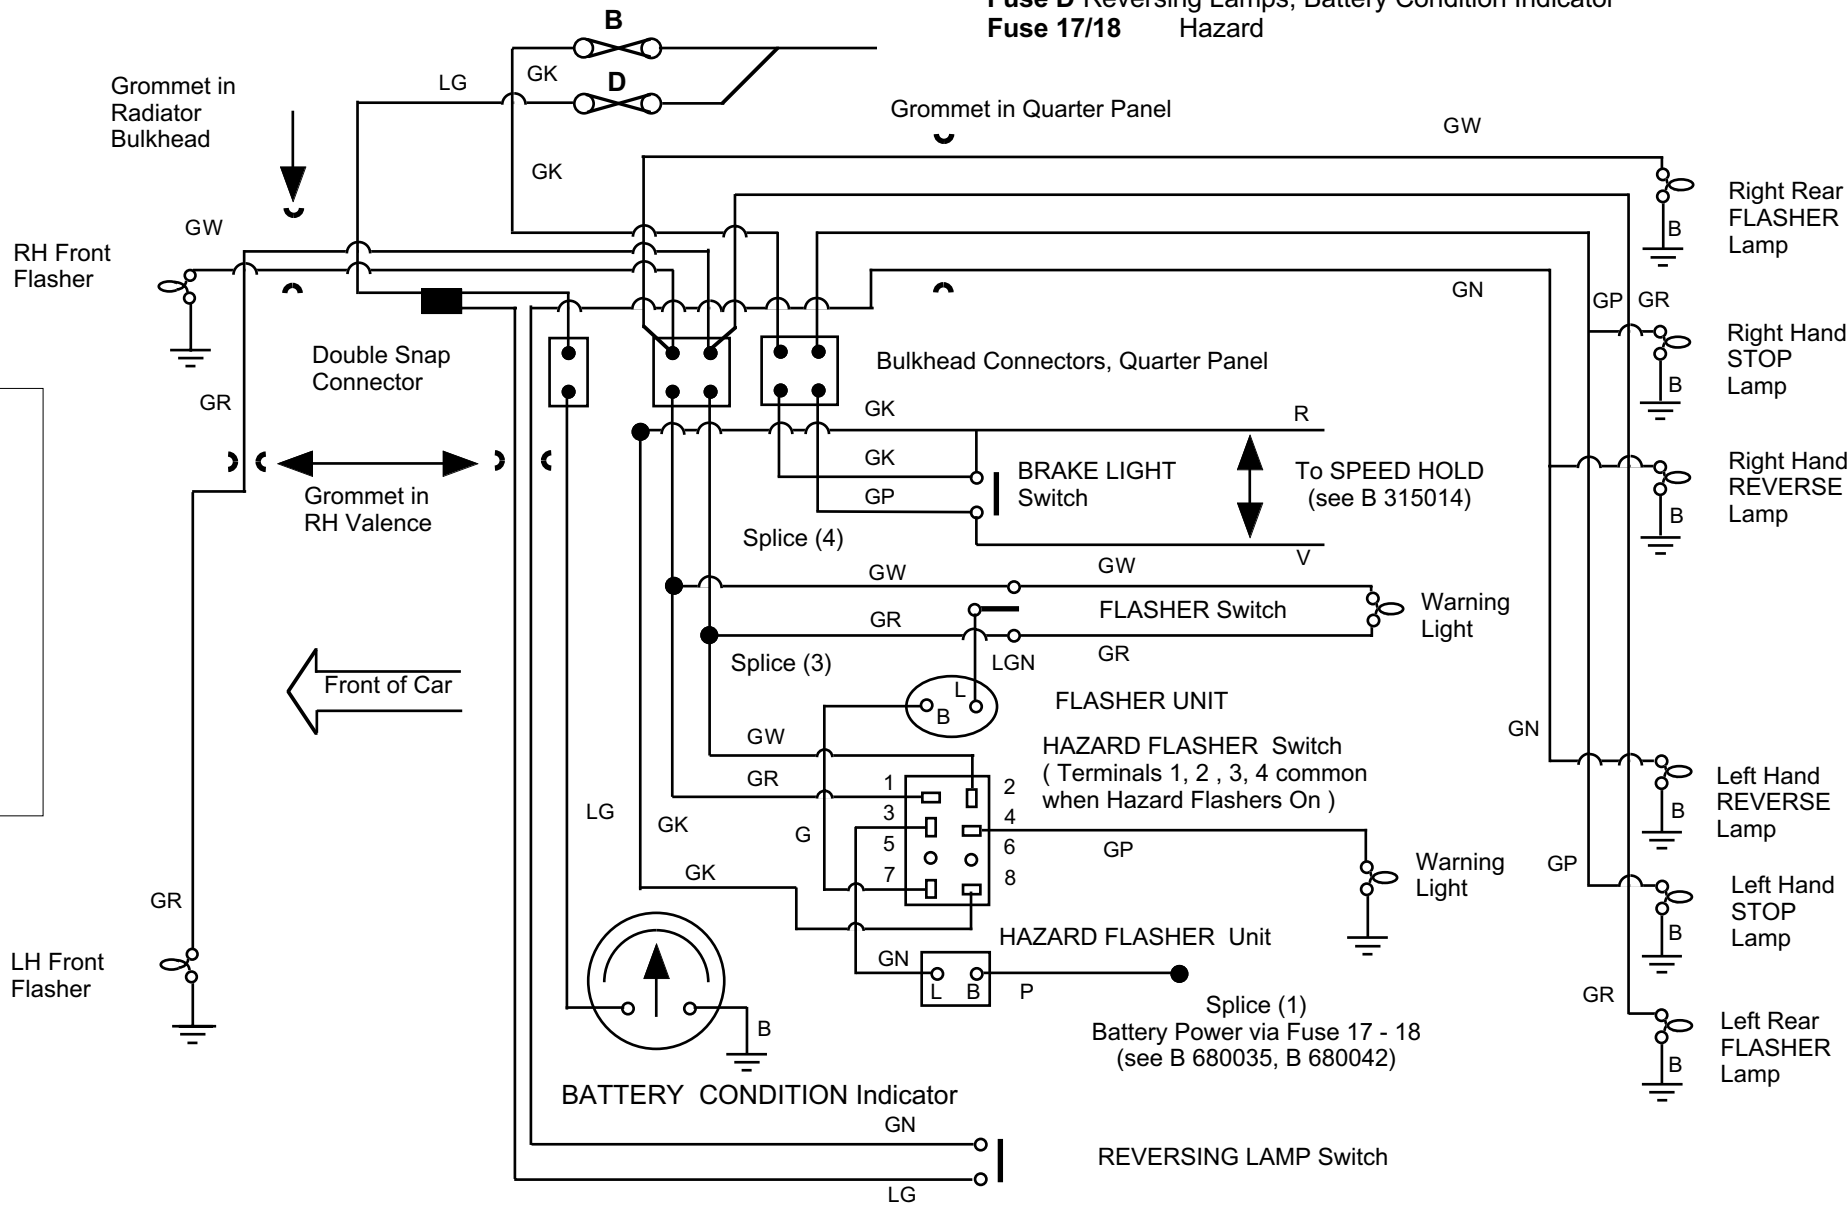 Fuse D Reversing Lamps, Battery Condition Indicator
Fuse 17/18 Hazard
B
GK
D
LG
Grommet in
Radiator
Bulkhead
Grommet in Quarter Panel
GW
GK
Right Rear
FLASHER
Lamp
B
GW
RH Front
Flasher
GN
GP
GR
Right Hand
STOP
Lamp
B
Double Snap
Connector
Bulkhead Connectors, Quarter Panel
GR
GK
R
GK
BRAKE LIGHT
Switch
GP
To SPEED HOLD
(see B 315014)
V
Right Hand
REVERSE
Lamp
B
Grommet in
RH Valence
Splice (4)
GW
GW
FLASHER Switch
Warning
Light
GR
LGN
GR
Splice (3)
Front of Car
L
B
FLASHER UNIT
GN
GW
GR
HAZARD FLASHER Switch
( Terminals 1, 2 , 3, 4 common
when Hazard Flashers On )
1
2
3
4
5
6
7
8
LG
GK
G
GP
Left Hand
REVERSE
Lamp
B
GK
Warning
Light
GP
Left Hand
STOP
Lamp
B
GR
LH Front
Flasher
HAZARD FLASHER Unit
GN
L
B
P
Splice (1)
Battery Power via Fuse 17 - 18
(see B 680035, B 680042)
B
GR
Left Rear
FLASHER
Lamp
B
BATTERY CONDITION Indicator
GN
REVERSING LAMP Switch
LG